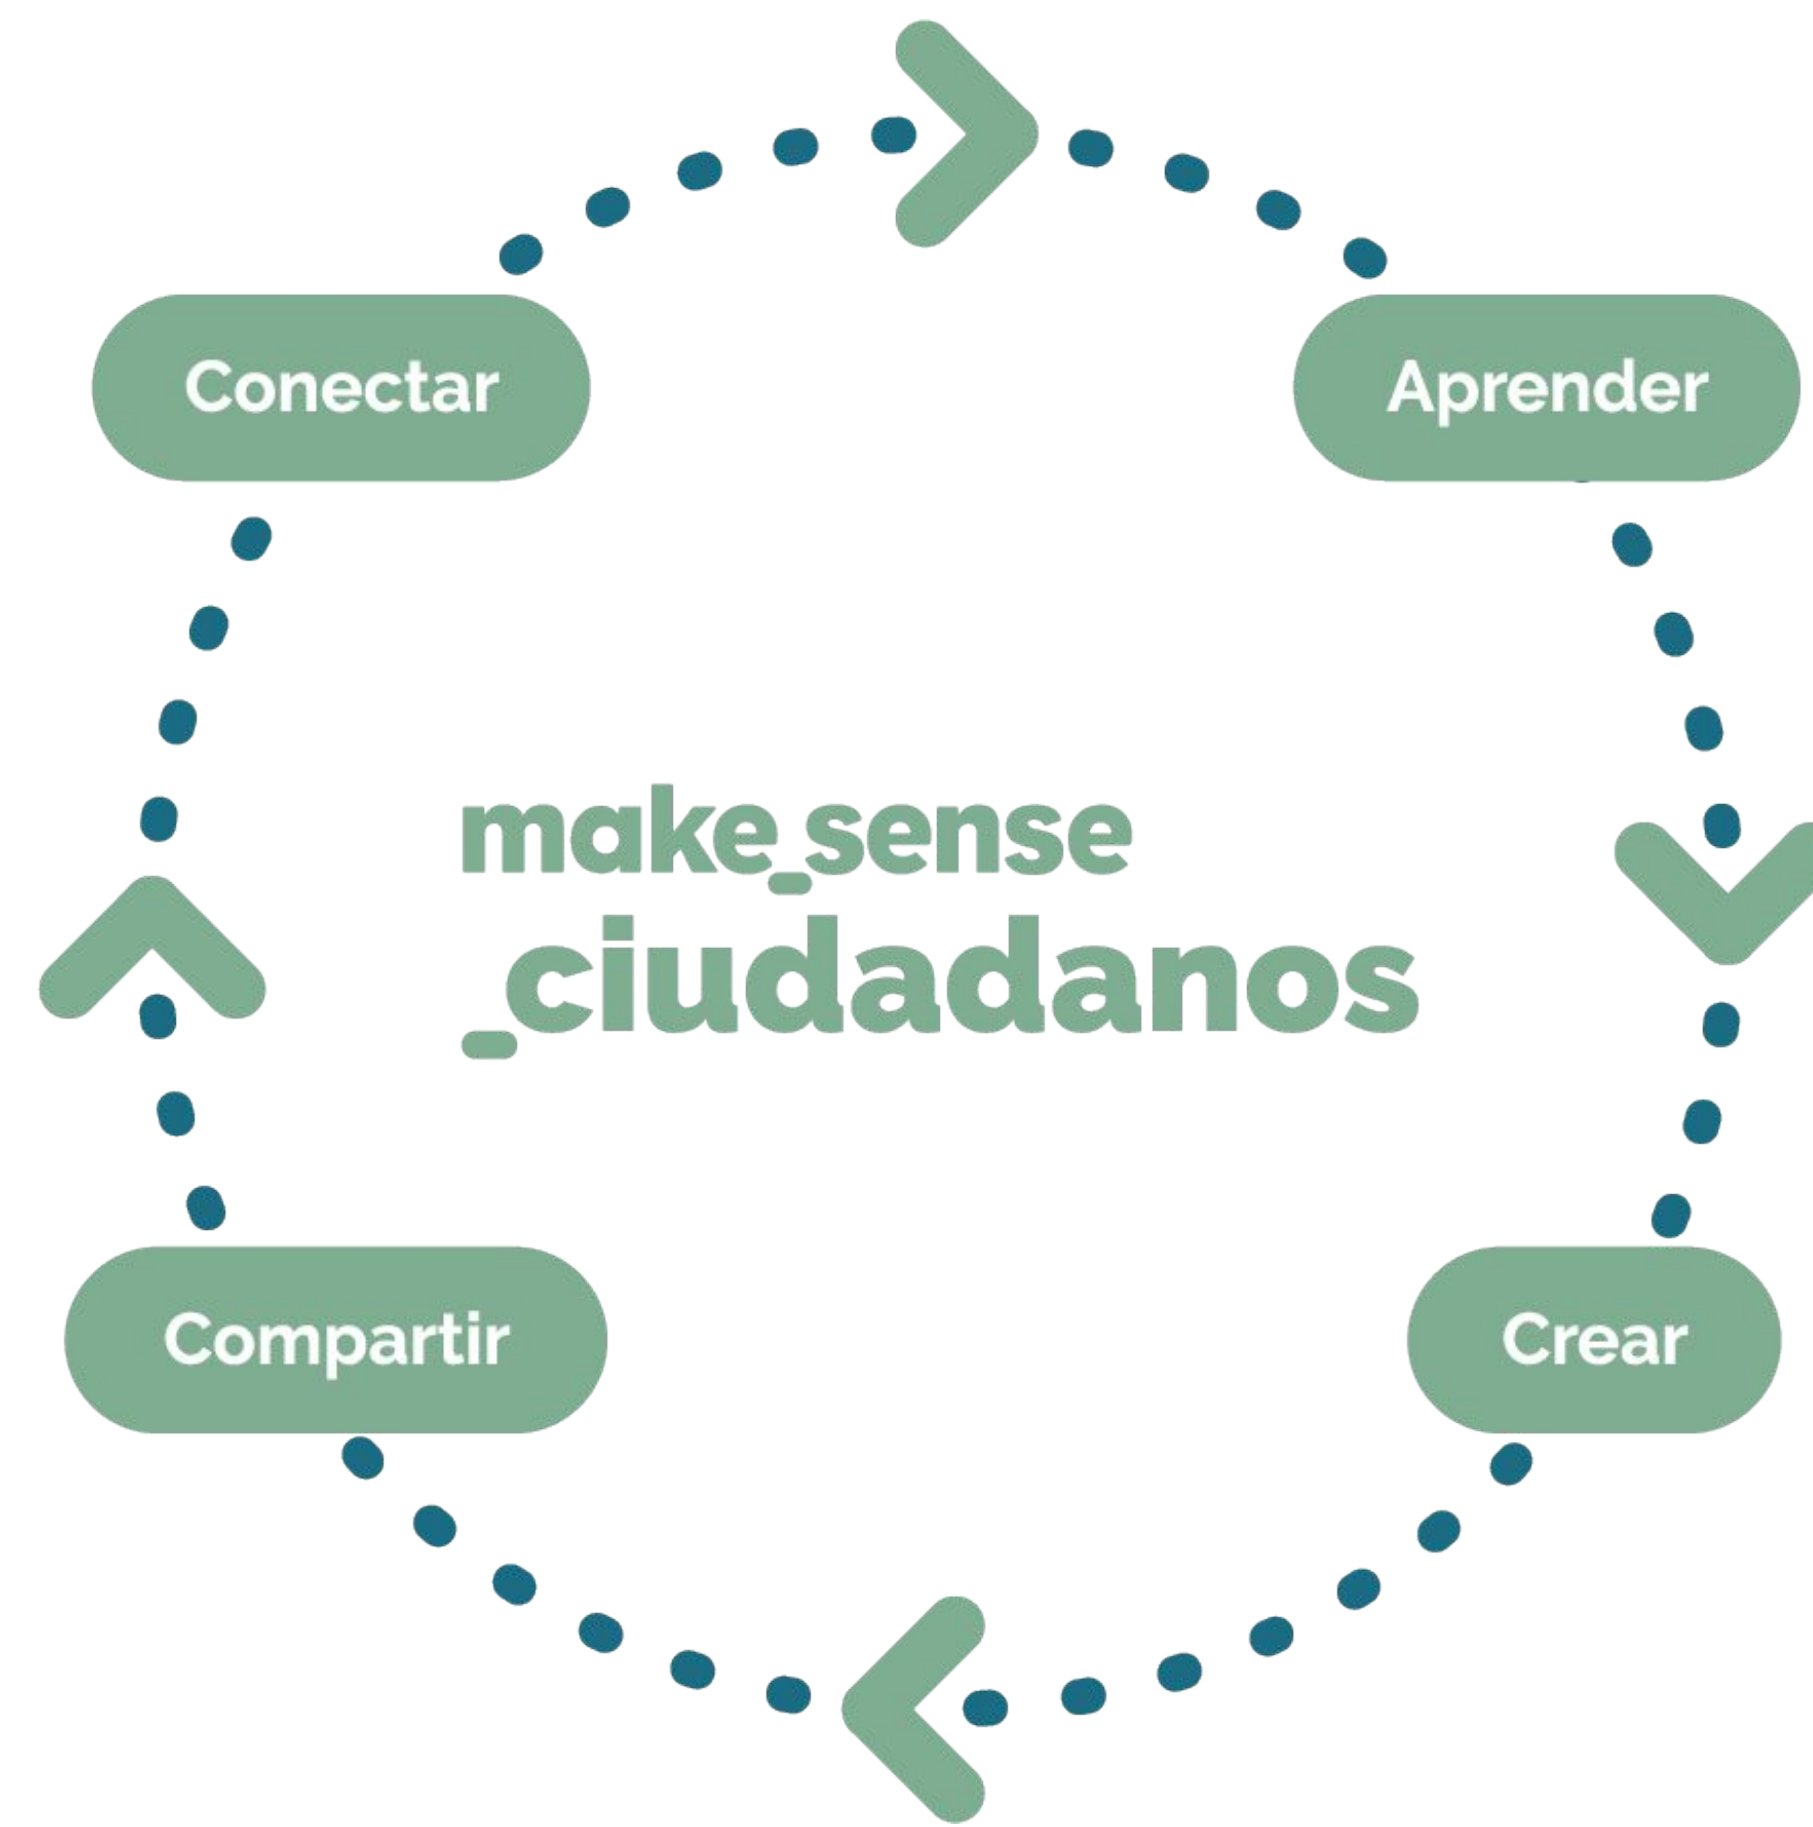 Conectar
Aprender
make_sense
_ciudadanos
Compartir
Crear